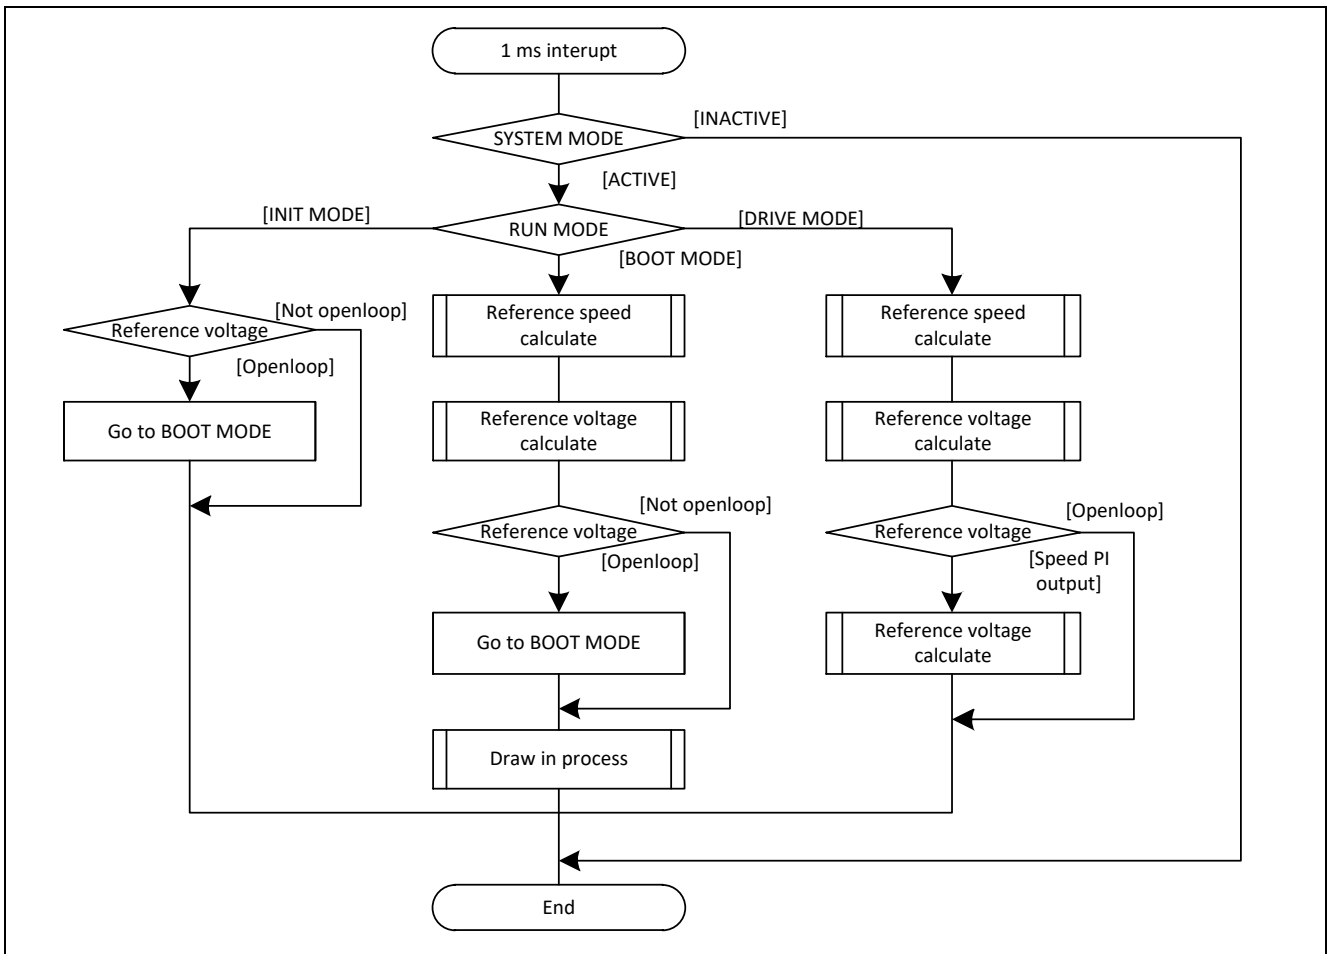 1 ms interupt
[INACTIVE]
SYSTEM MODE
[ACTIVE]
[INIT MODE]
RUN MODE
[DRIVE MODE]
[BOOT MODE]
Reference voltage
[Not openloop]
[Openloop]
Go to BOOT MODE
Reference speed
calculate
Reference voltage
calculate
Reference voltage
[Not openloop]
[Openloop]
Go to BOOT MODE
Draw in process
Reference speed
calculate
Reference voltage
calculate
Reference voltage
[Openloop]
[Speed PI
output]
Reference voltage
calculate
End